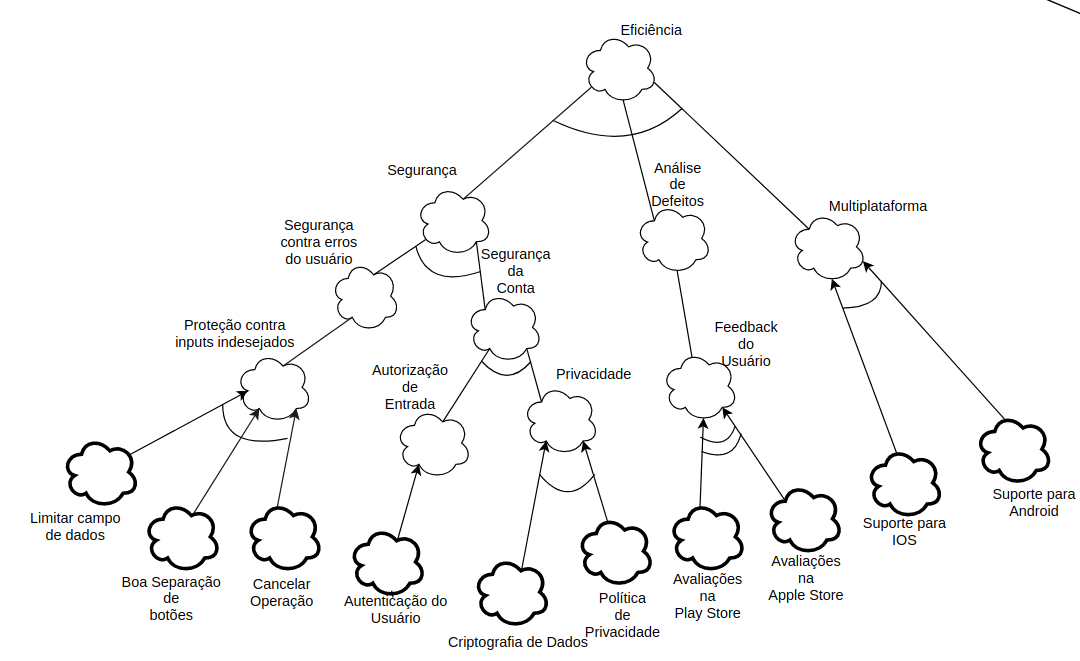 Eficiência
Segurança
Análise
de
Defeitos
Multiplataforma
Segurança
contra erros
do usuário
Segurança
da
Conta
Proteção contra
inputs indesejados
Feedback
do
Usuário
Autorização
de
Entrada
Privacidade
Limitar campo
de dados
Boa Separação
de
botões
Cancelar
Operação
Autenticação do
Usuário
Criptografia de Dados
Política
de
Privacidade
Avaliações
na
Play Store
Avaliações
na
Apple Store
Suporte para
IOS
Suporte para
Android